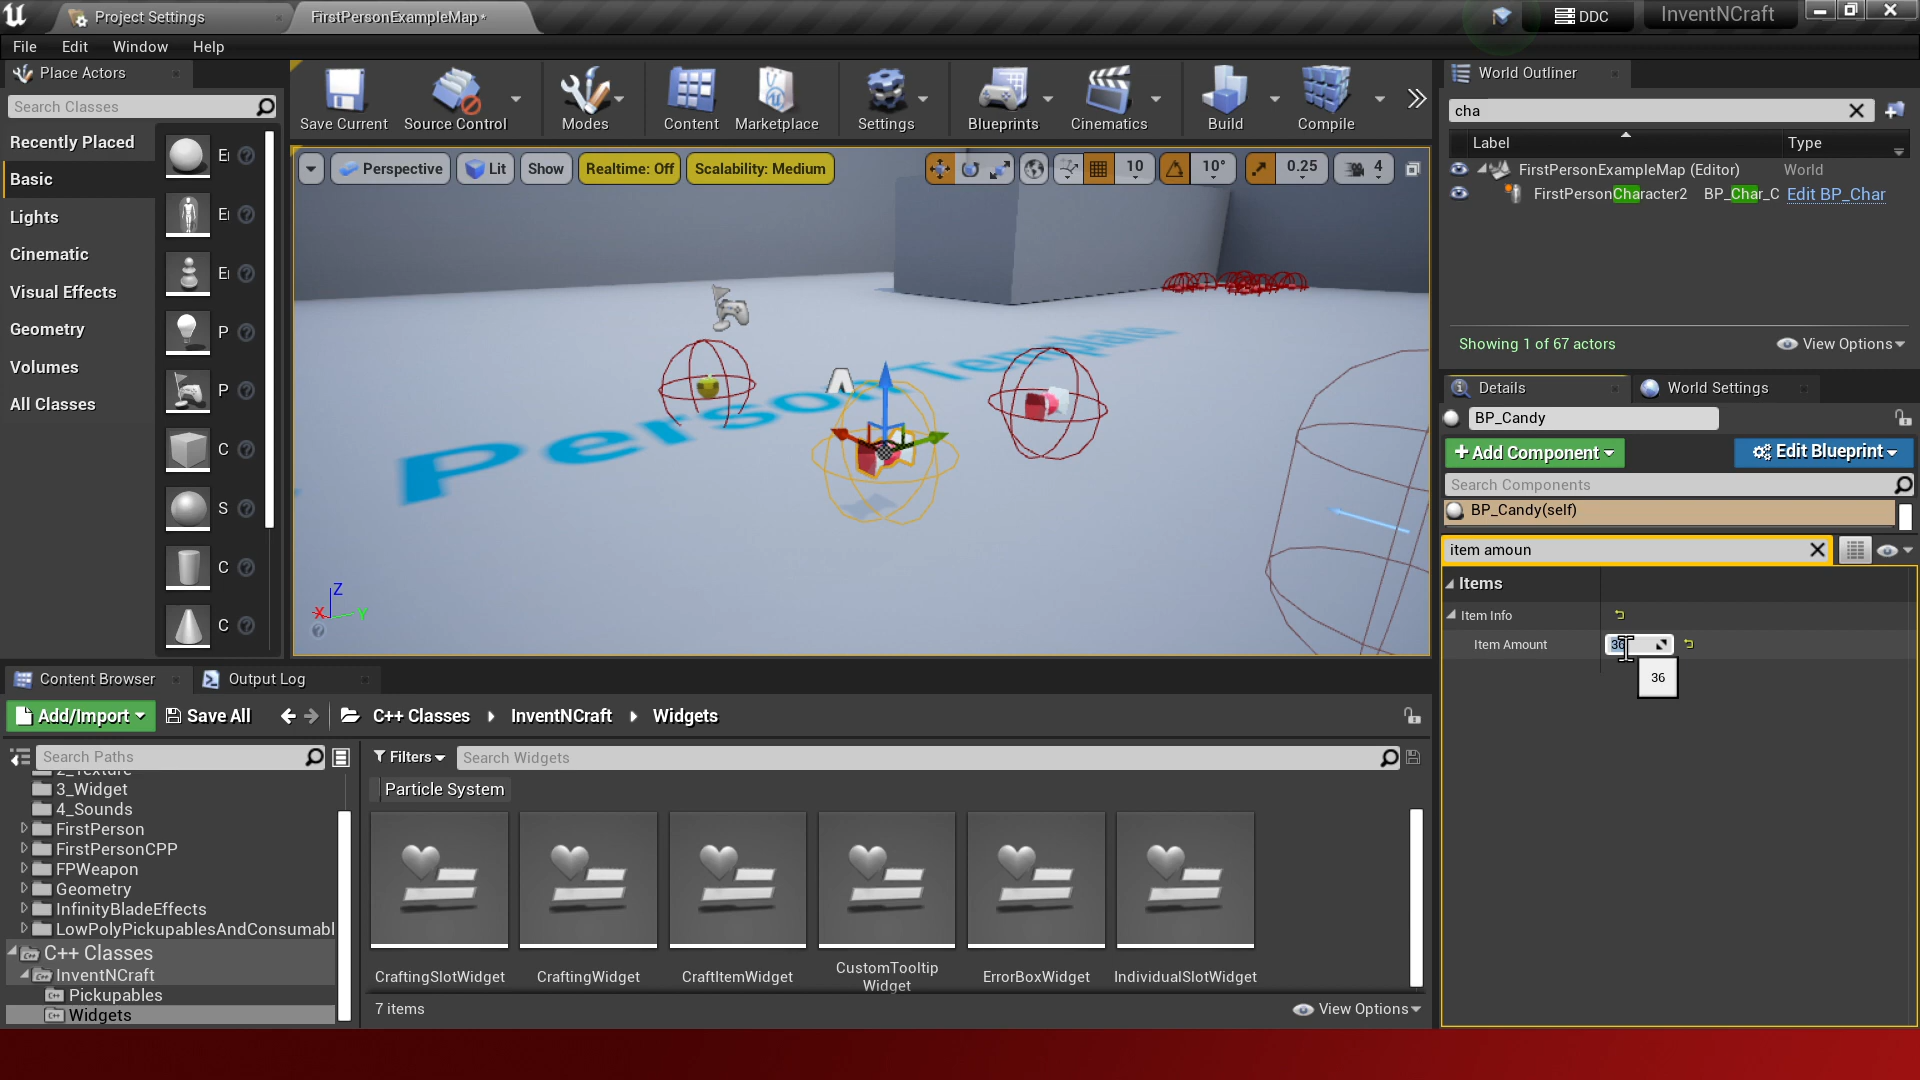 Project Settings
FirstPersonExampleMap*
DDC
InventNCraft
File
Edit
Window
Help
Place Actors
Search Classes
Recently Placed
Basic
Lights
Cinematic
Visual Effects
Geometry
Volumes
All Classes
P
P
C
S
C
C
Save Current
Source Control
Modes
Content
Marketplace
Settings
Blueprints
Cinematics
Build
Compile
Perspective
Lit
Show
Realtime: Off
Scalability: Medium
10
10°
0.25
4
Person Template
Z
X
Y
World Outliner
cha
Label
Type
FirstPersonExampleMap (Editor)
World
FirstPersonCharacter2
BP_Char_C
Edit BP_Char
Showing 1 of 67 actors
View Options
Details
World Settings
BP_Candy
+ Add Component
Edit Blueprint
Search Components
BP_Candy(self)
item amoun
Items
Item Info
Item Amount
36
36
Content Browser
Output Log
Add/Import
Save All
C++ Classes
InventNCraft
Widgets
Search Paths
2_Texture
3_Widget
4_Sounds
FirstPerson
FirstPersonCPP
FPWeapon
Geometry
InfinityBladeEffects
LowPolyPickupablesAndConsumabl
C++ Classes
InventNCraft
Pickupables
Widgets
Filters
Search Widgets
Particle System
CraftingSlotWidget
CraftingWidget
CraftItemWidget
CustomTooltip
Widget
ErrorBoxWidget
IndividualSlotWidget
7 items
View Options